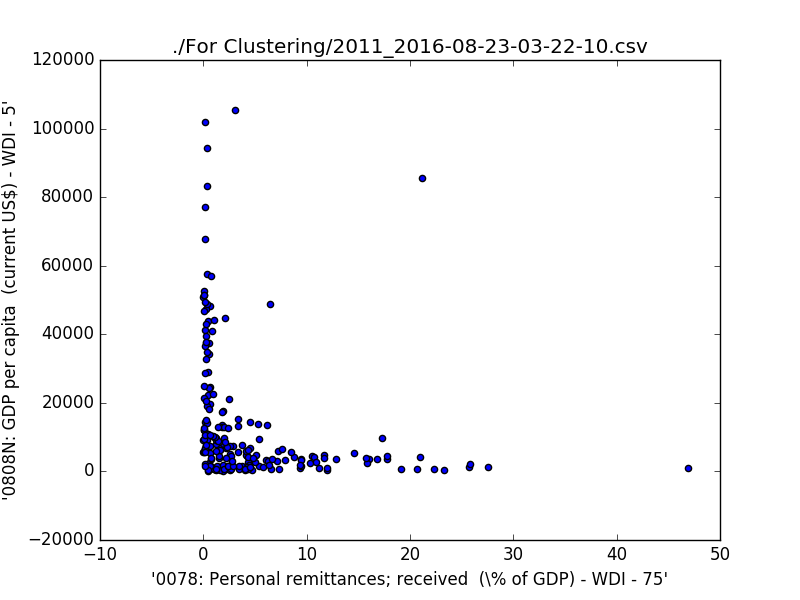 ./For Clustering/2011_2016-08-23-03-22-10.csv
120000
100000
80000
60000
40000
20000
0
−20000
'0808N: GDP per capita  (current US$) - WDI - 5'
−10 0 10 20 30 40 50
'0078: Personal remittances; received  (\% of GDP) - WDI - 75'